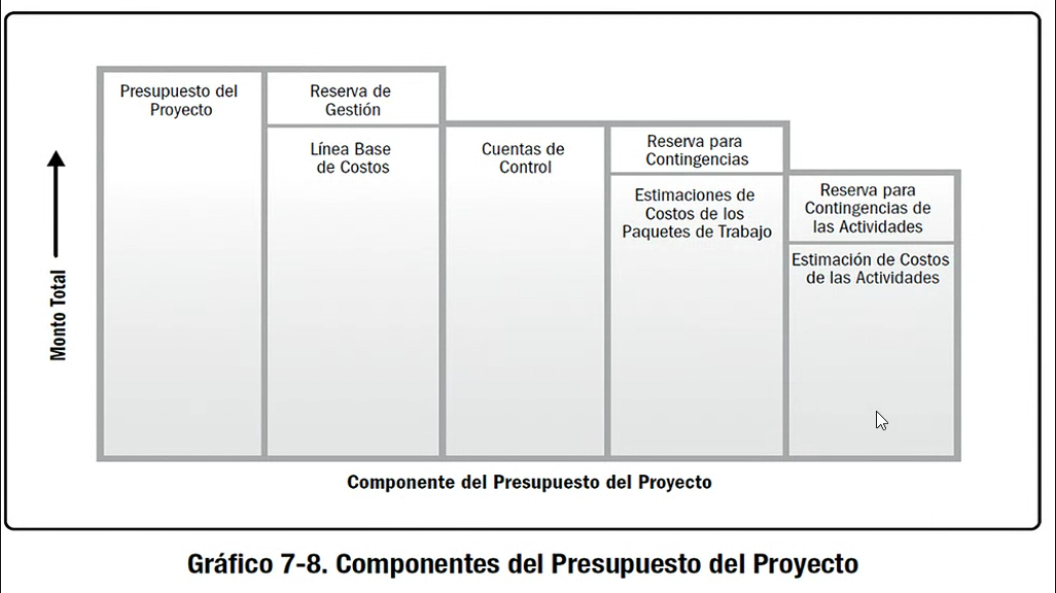 Presupuesto del
Proyecto
Reserva de
Gestión
Línea Base
de Costos
Cuentas de
Control
Reserva para
Contingencias
Estimaciones de
Costos de los
Paquetes de Trabajo
Reserva para
Contingencias de
las Actividades
Estimación de Costos
de las Actividades
Monto Total
Componente del Presupuesto del Proyecto
Gráfico 7-8. Componentes del Presupuesto del Proyecto